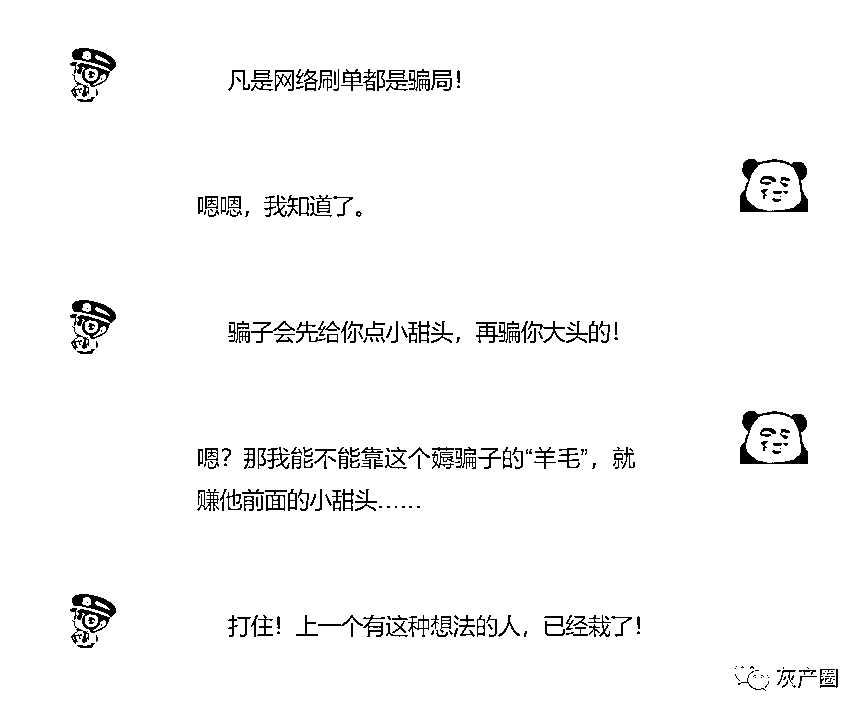 凡是网络刷单都是骗局！
嗯嗯，我知道了。
骗子会先给你点小甜头，再骗你大头的！
嗯？那我能不能靠这个薅骗子的“羊毛”，就
赚他前面的小甜头……
打住！上一个有这种想法的人，已经栽了！
灰产圈